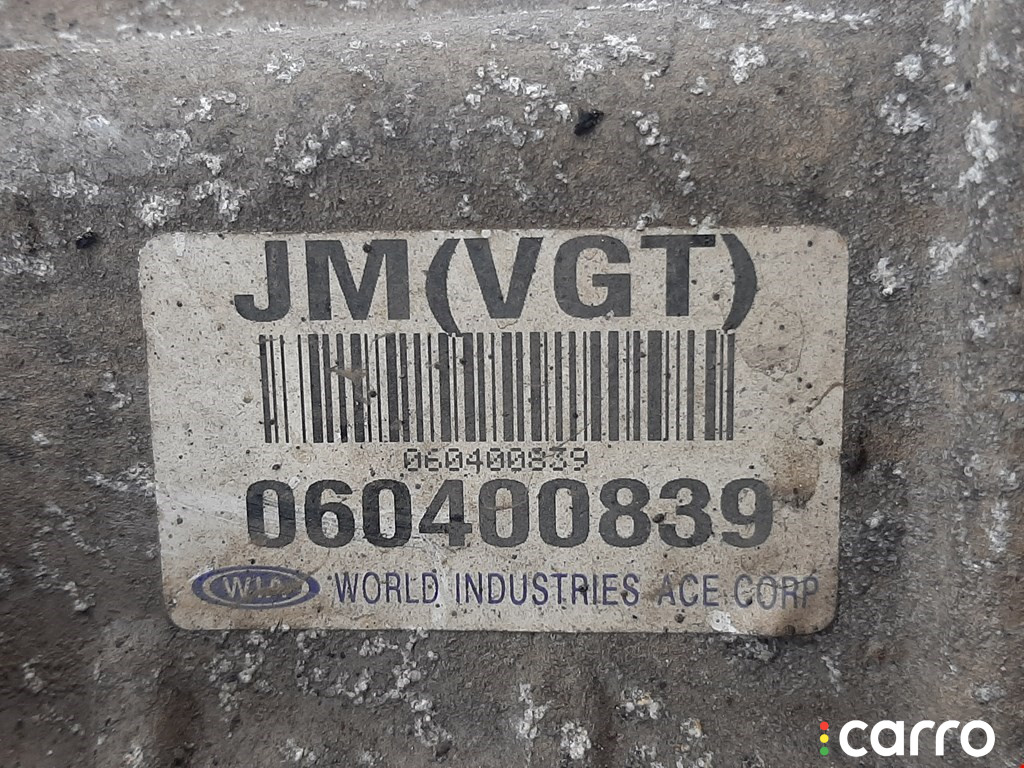 JM(VGT)
060400839
060400839
WIA WORLD INDUSTRIES ACE CORP
carro